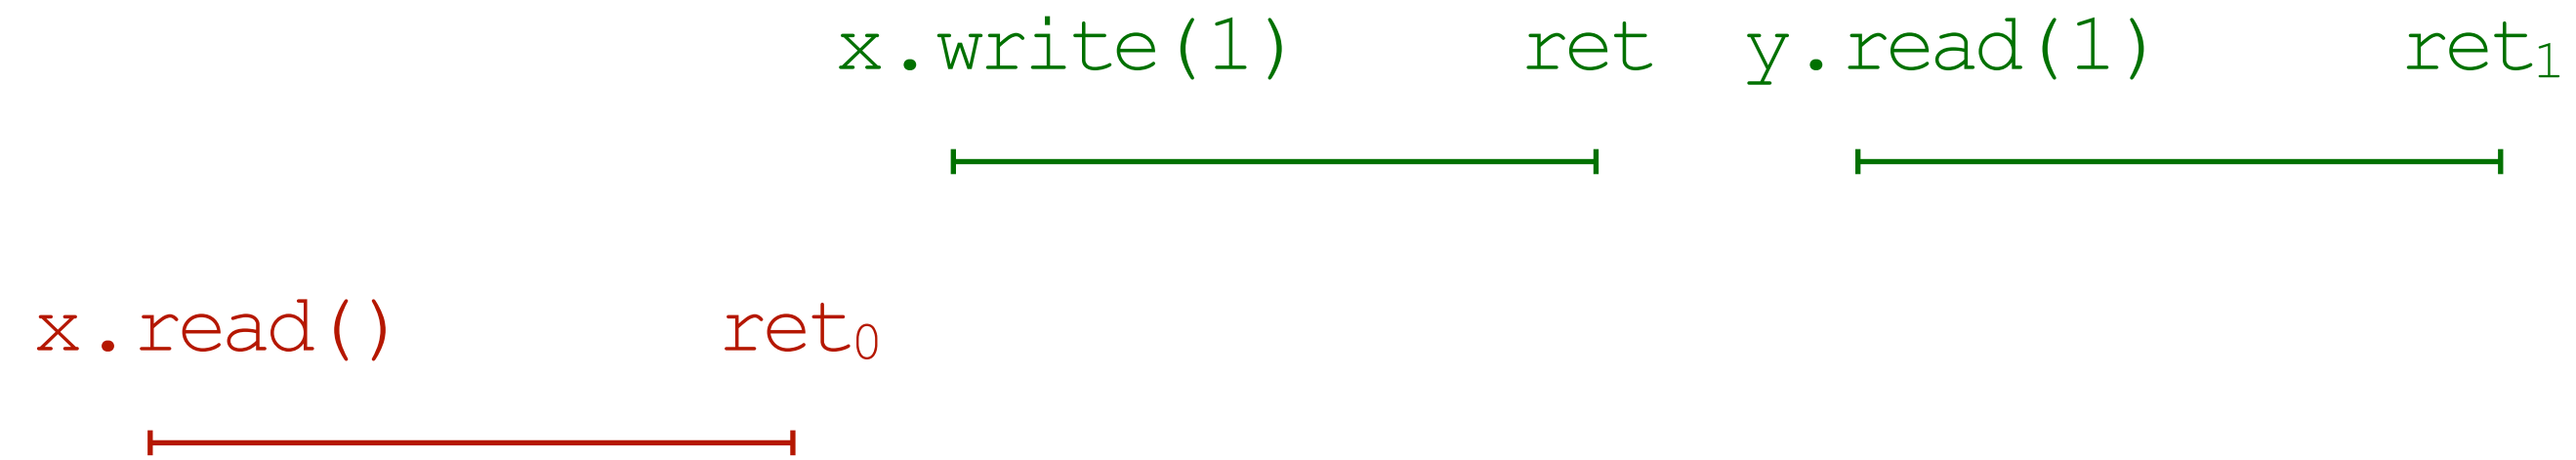 x.write(1) ret y.read(1) ret₁
x.read() ret₀